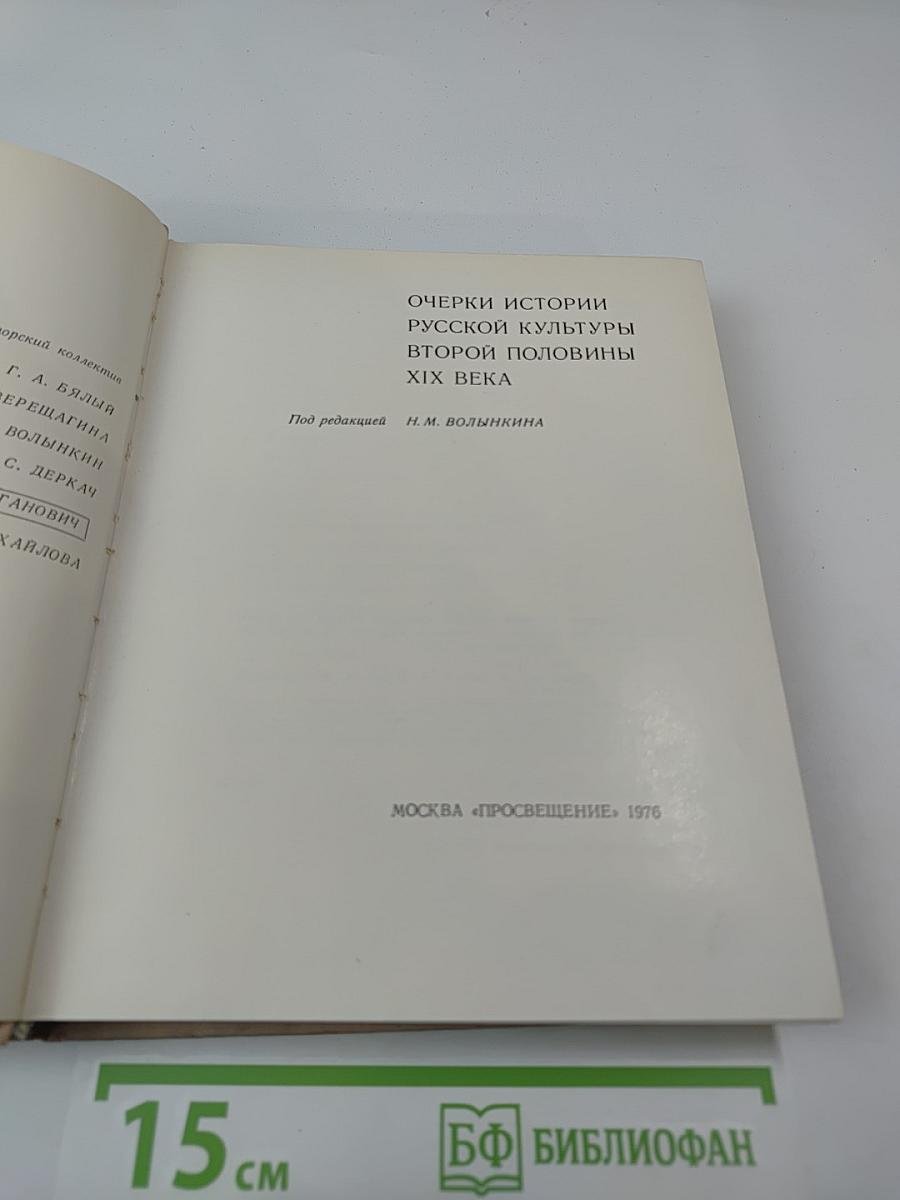 коллектив
Г. А. БЯЛЫЙ
ВЕРЕЩАГИНА
ВОЛЫНКИН
С. ДЕРКАЧ
ГАНОВИЧ
ХАЙЛОВА
ОЧЕРКИ ИСТОРИИ
РУССКОЙ КУЛЬТУРЫ
ВТОРОЙ ПОЛОВИНЫ
XIX ВЕКА
Под редакцией Н. М. ВОЛЫНКИНА
МОСКВА «ПРОСВЕЩЕНИЕ» 1976
15 см
БФ БИБЛИОФАН